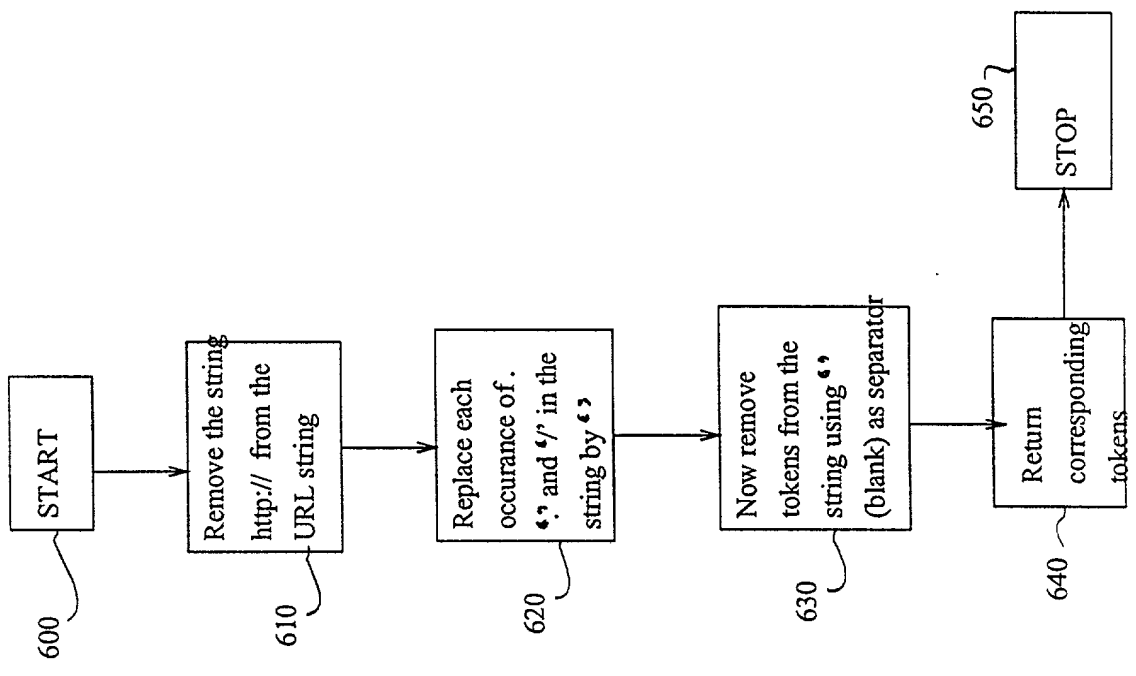 600
START
610
Remove the string
http:// from the
URL string
620
Replace each
occurance of .
‘.’ and ‘/’ in the
string by ‘ ’
630
Now remove
tokens from the
string using ‘ ’
(blank) as separator
640
Return
corresponding
tokens
650
STOP